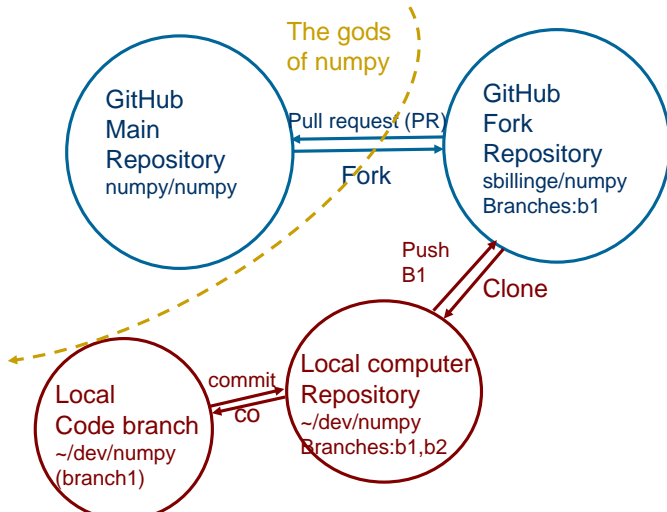 The gods
of numpy
GitHub
Main
Repository
numpy/numpy
Pull request (PR)
Fork
GitHub
Fork
Repository
sbillinge/numpy
Branches:b1
Push
B1
Clone
Local computer
Repository
~/dev/numpy
Branches:b1,b2
commit
co
Local
Code branch
~/dev/numpy
(branch1)